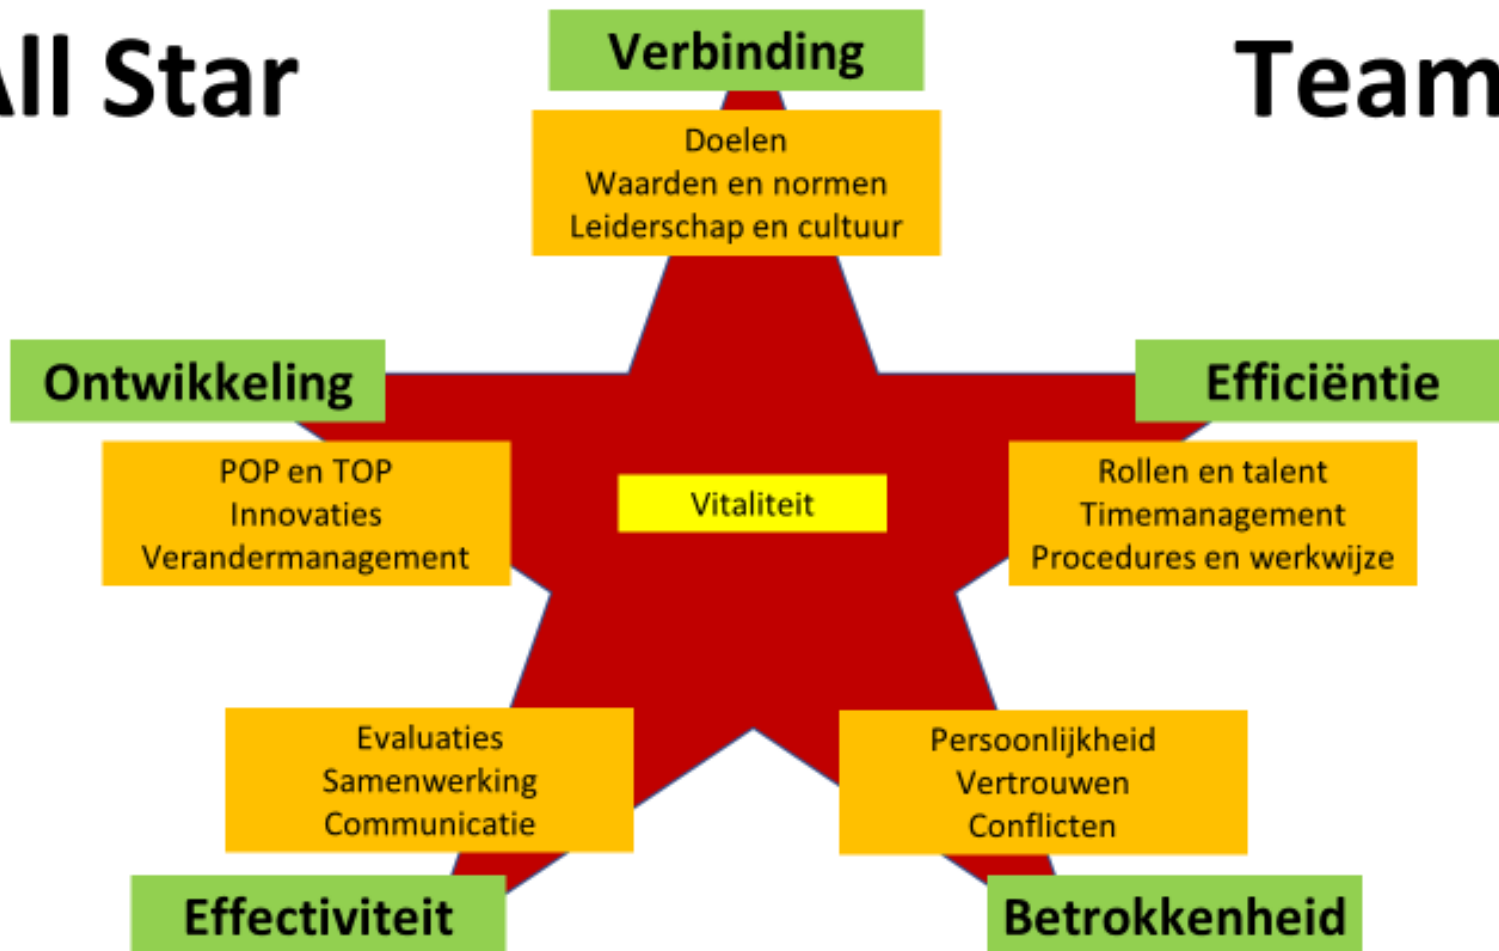 All Star
Team
Verbinding
Doelen
Waarden en normen
Leiderschap en cultuur
Ontwikkeling
POP en TOP
Innovaties
Verandermanagement
Vitaliteit
Efficiëntie
Rollen en talent
Timemanagement
Procedures en werkwijze
Evaluaties
Samenwerking
Communicatie
Effectiviteit
Persoonlijkheid
Vertrouwen
Conflicten
Betrokkenheid